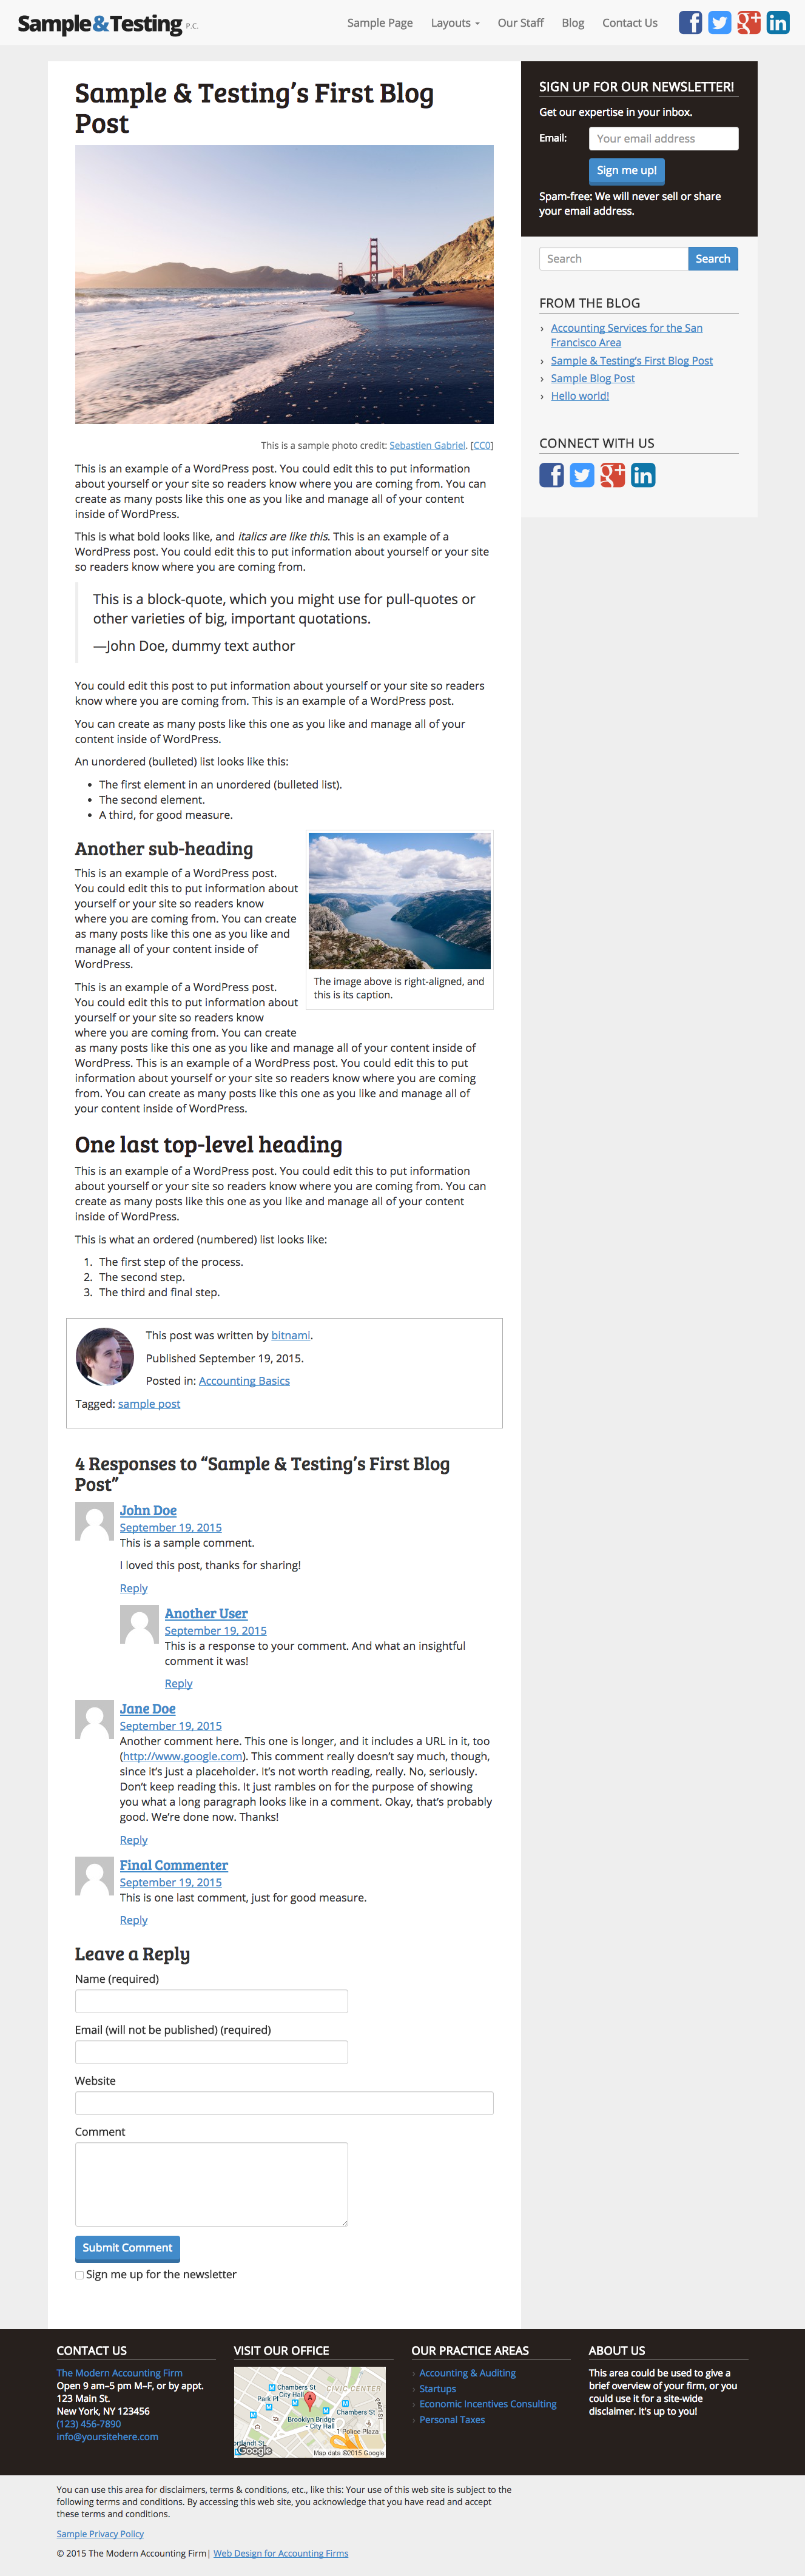 Sample&Testing P.C.
Sample Page
Layouts
Our Staff
Blog
Contact Us
Sample & Testing’s First Blog
Post
This is a sample photo credit: Sebastien Gabriel. [CC0]
This is an example of a WordPress post. You could edit this to put information
about yourself or your site so readers know where you are coming from. You can
create as many posts like this one as you like and manage all of your content
inside of WordPress.
This is what bold looks like, and italics are like this. This is an example of a
WordPress post. You could edit this to put information about yourself or your site
so readers know where you are coming from.
This is a block-quote, which you might use for pull-quotes or
other varieties of big, important quotations.
—John Doe, dummy text author
You could edit this post to put information about yourself or your site so readers
know where you are coming from. This is an example of a WordPress post.
You can create as many posts like this one as you like and manage all of your
content inside of WordPress.
An unordered (bulleted) list looks like this:
• The first element in an unordered (bulleted list).
• The second element.
• A third, for good measure.
Another sub-heading
This is an example of a WordPress post.
You could edit this to put information about
yourself or your site so readers know
where you are coming from. You can create
as many posts like this one as you like and
manage all of your content inside of
WordPress.
The image above is right-aligned, and
this is its caption.
This is an example of a WordPress post.
You could edit this to put information about
yourself or your site so readers know
where you are coming from. You can create
as many posts like this one as you like and manage all of your content inside of
WordPress. This is an example of a WordPress post. You could edit this to put
information about yourself or your site so readers know where you are coming
from. You can create as many posts like this one as you like and manage all of
your content inside of WordPress.
One last top-level heading
This is an example of a WordPress post. You could edit this to put information
about yourself or your site so readers know where you are coming from. You can
create as many posts like this one as you like and manage all of your content
inside of WordPress.
This is what an ordered (numbered) list looks like:
1. The first step of the process.
2. The second step.
3. The third and final step.
This post was written by bitnami.
Published September 19, 2015.
Posted in: Accounting Basics
Tagged: sample post
4 Responses to “Sample & Testing’s First Blog
Post”
John Doe
September 19, 2015
This is a sample comment.
I loved this post, thanks for sharing!
Reply
Another User
September 19, 2015
This is a response to your comment. And what an insightful
comment it was!
Reply
Jane Doe
September 19, 2015
Another comment here. This one is longer, and it includes a URL in it, too
(http://www.google.com). This comment really doesn’t say much, though,
since it’s just a placeholder. It’s not worth reading, really. No, seriously.
Don’t keep reading this. It just rambles on for the purpose of showing
you what a long paragraph looks like in a comment. Okay, that’s probably
good. We’re done now. Thanks!
Reply
Final Commenter
September 19, 2015
This is one last comment, just for good measure.
Reply
Leave a Reply
Name (required)
Email (will not be published) (required)
Website
Comment
Submit Comment
Sign me up for the newsletter
SIGN UP FOR OUR NEWSLETTER!
Get our expertise in your inbox.
Email:
Your email address
Sign me up!
Spam-free: We will never sell or share
your email address.
Search
Search
FROM THE BLOG
› Accounting Services for the San
Francisco Area
› Sample & Testing’s First Blog Post
› Sample Blog Post
› Hello world!
CONNECT WITH US
CONTACT US
The Modern Accounting Firm
Open 9 am–5 pm M–F, or by appt.
123 Main St.
New York, NY 123456
(123) 456-7890
info@yoursitehere.com
VISIT OUR OFFICE
Chambers St
City Hall
CIVIC CENTER
Park Pl
Chambers St
A
Brooklyn Bridge
- City Hall
1 Police Plaza
rtlandt St
Google
Map data ©2015 Google
OUR PRACTICE AREAS
› Accounting & Auditing
› Startups
› Economic Incentives Consulting
› Personal Taxes
ABOUT US
This area could be used to give a
brief overview of your firm, or you
could use it for a site-wide
disclaimer. It's up to you!
You can use this area for disclaimers, terms & conditions, etc., like this: Your use of this web site is subject to the
following terms and conditions. By accessing this web site, you acknowledge that you have read and accept
these terms and conditions.
Sample Privacy Policy
© 2015 The Modern Accounting Firm| Web Design for Accounting Firms